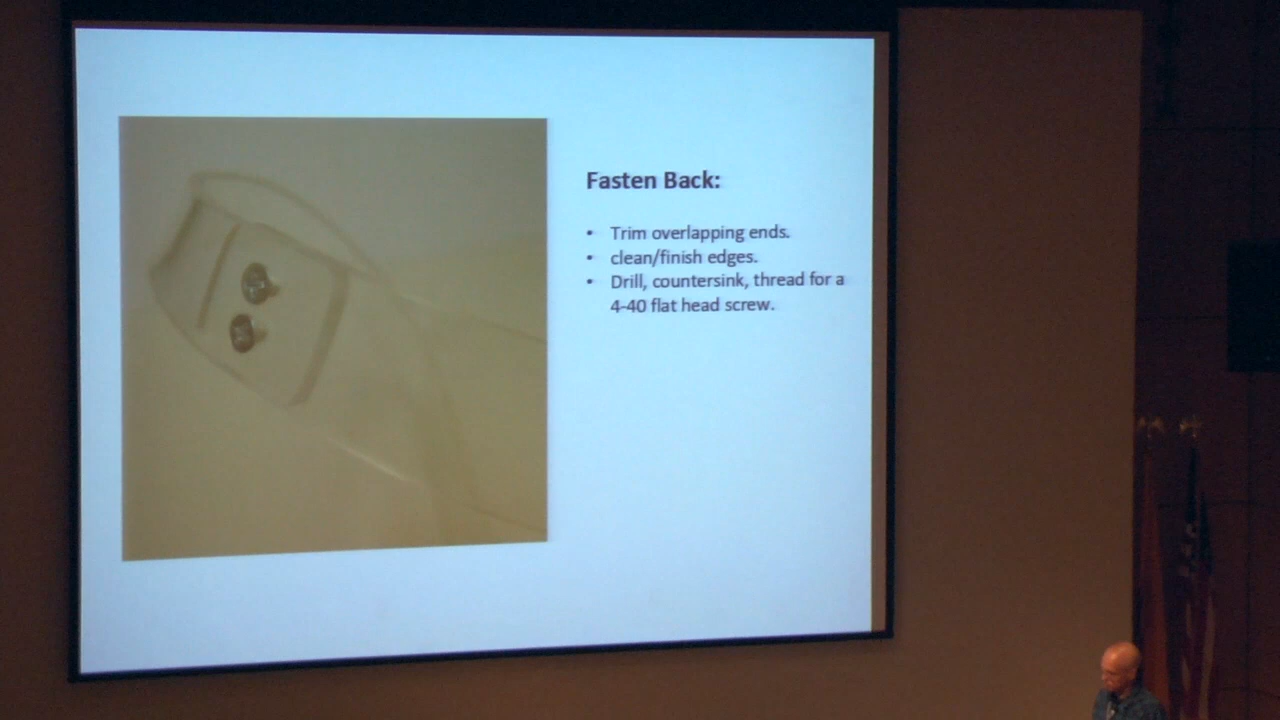 Fasten Back:
• Trim overlapping ends.
• clean/finish edges.
• Drill, countersink, thread for a
4-40 flat head screw.